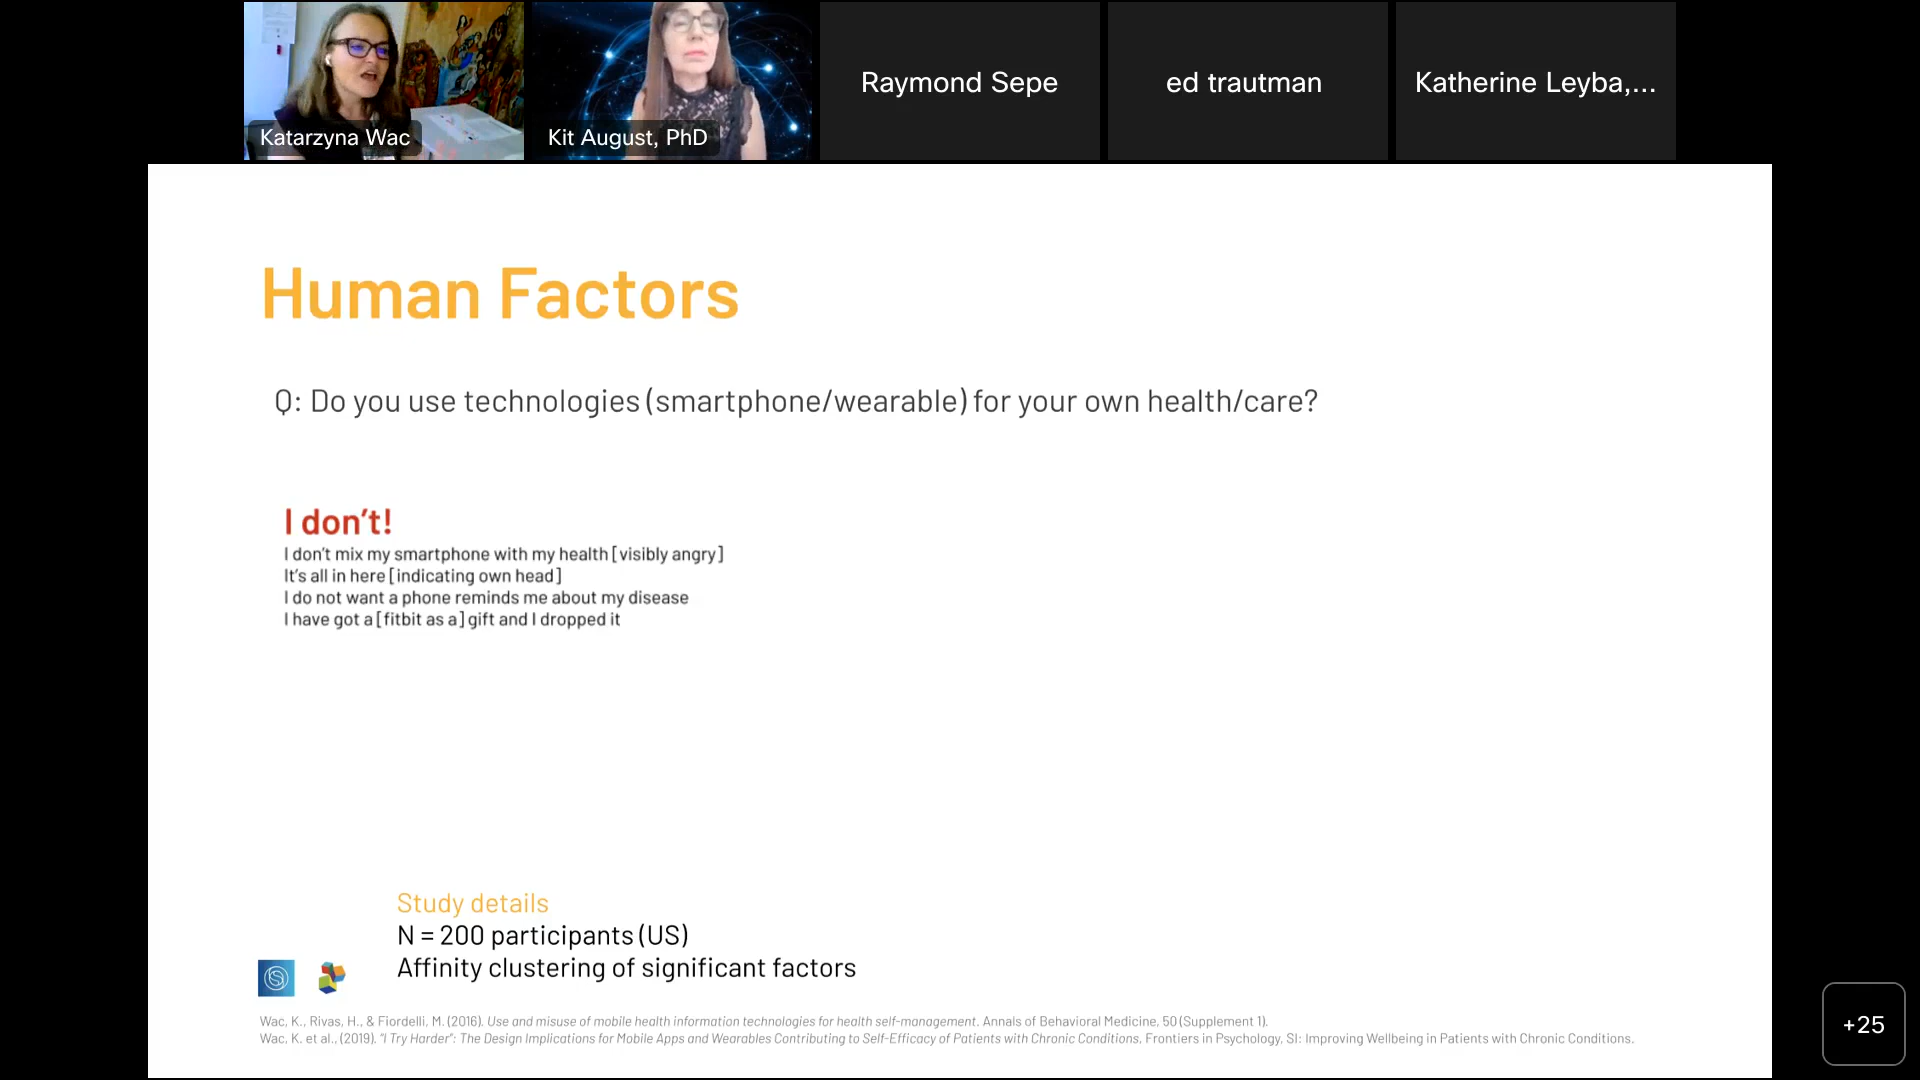 Katarzyna Wac
Kit August, PhD
Raymond Sepe
ed trautman
Katherine Leyba,...
Human Factors
Q: Do you use technologies (smartphone/wearable) for your own health/care?
I don't!
I don't mix my smartphone with my health [visibly angry]
It's all in here [indicating own head]
I do not want a phone reminds me about my disease
I have got a [fitbit as a] gift and I dropped it
Study details
N = 200 participants (US)
Affinity clustering of significant factors
Wac, K., Rivas, H., & Fiordelli, M. (2016). Use and misuse of mobile health information technologies for health self-management. Annals of Behavioral Medicine, 50 (Supplement 1).
Wac, K. et al., (2019). "I Try Harder": The Design Implications for Mobile Apps and Wearables Contributing to Self-Efficacy of Patients with Chronic Conditions, Frontiers in Psychology, SI: Improving Wellbeing in Patients with Chronic Conditions.
+25